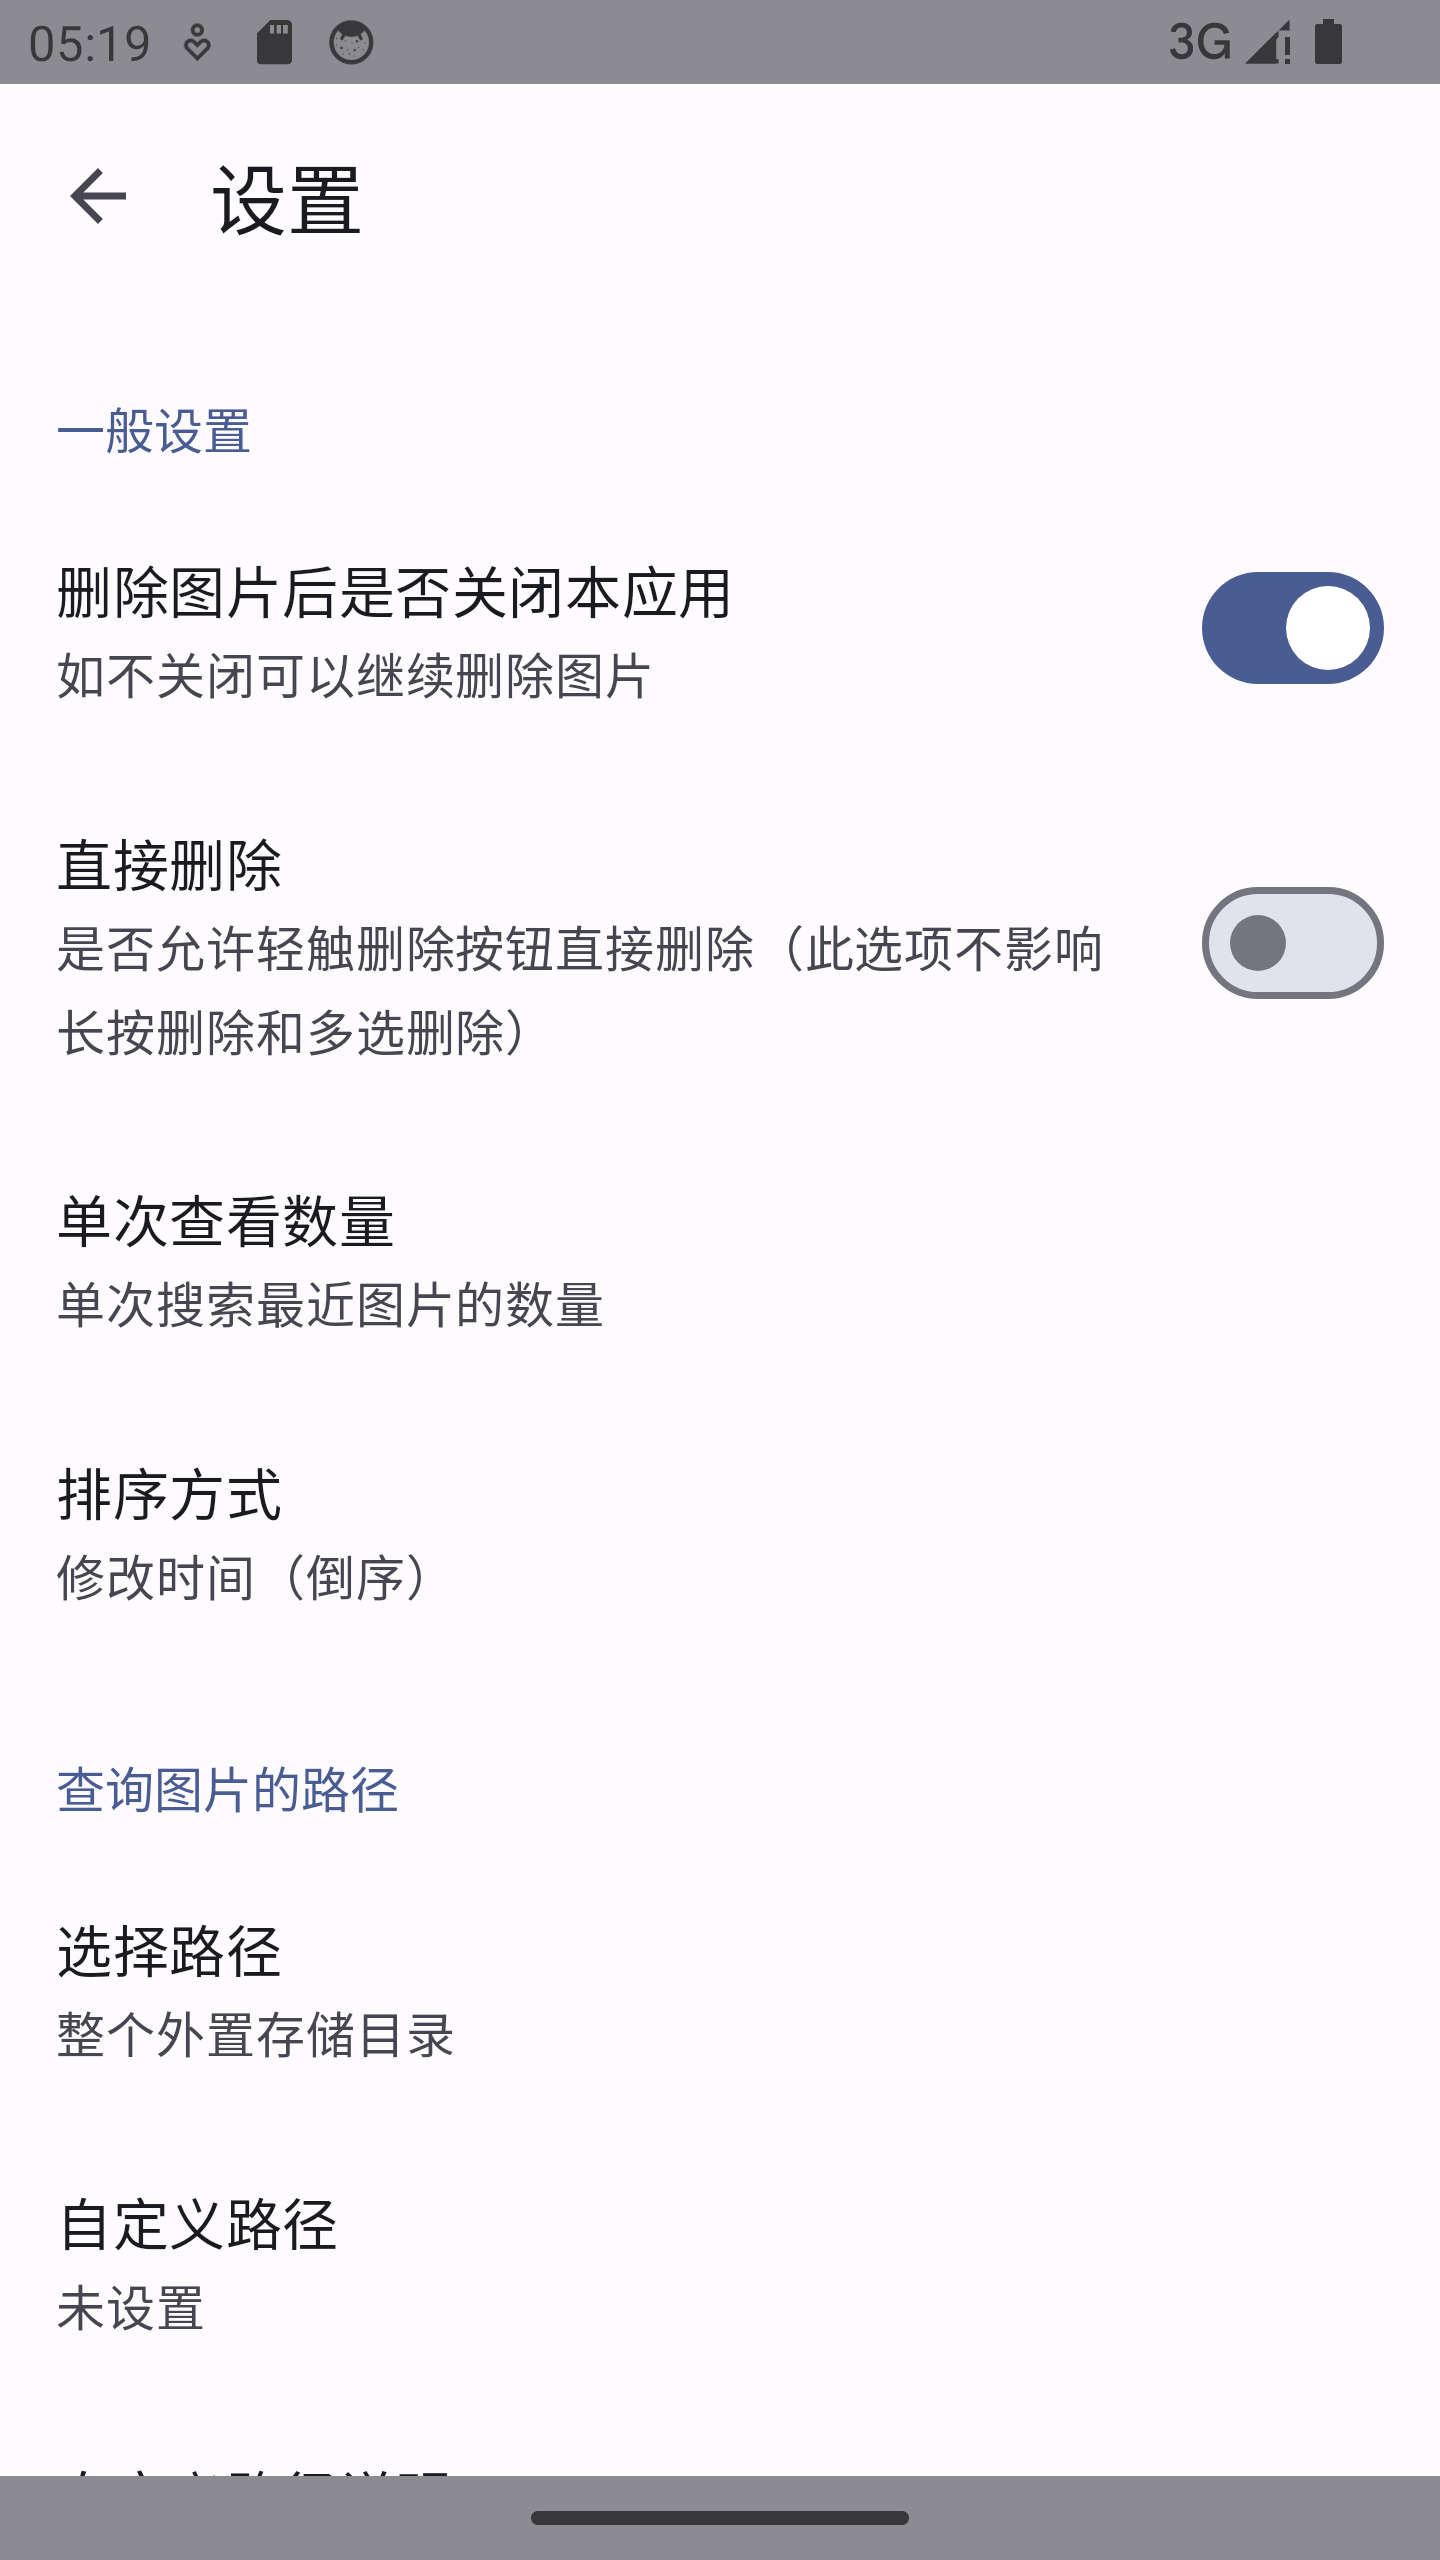 05:19
3G
设置
一般设置
删除图片后是否关闭本应用
如不关闭可以继续删除图片
直接删除
是否允许轻触删除按钮直接删除（此选项不影响
长按删除和多选删除）
单次查看数量
单次搜索最近图片的数量
排序方式
修改时间（倒序）
查询图片的路径
选择路径
整个外置存储目录
自定义路径
未设置